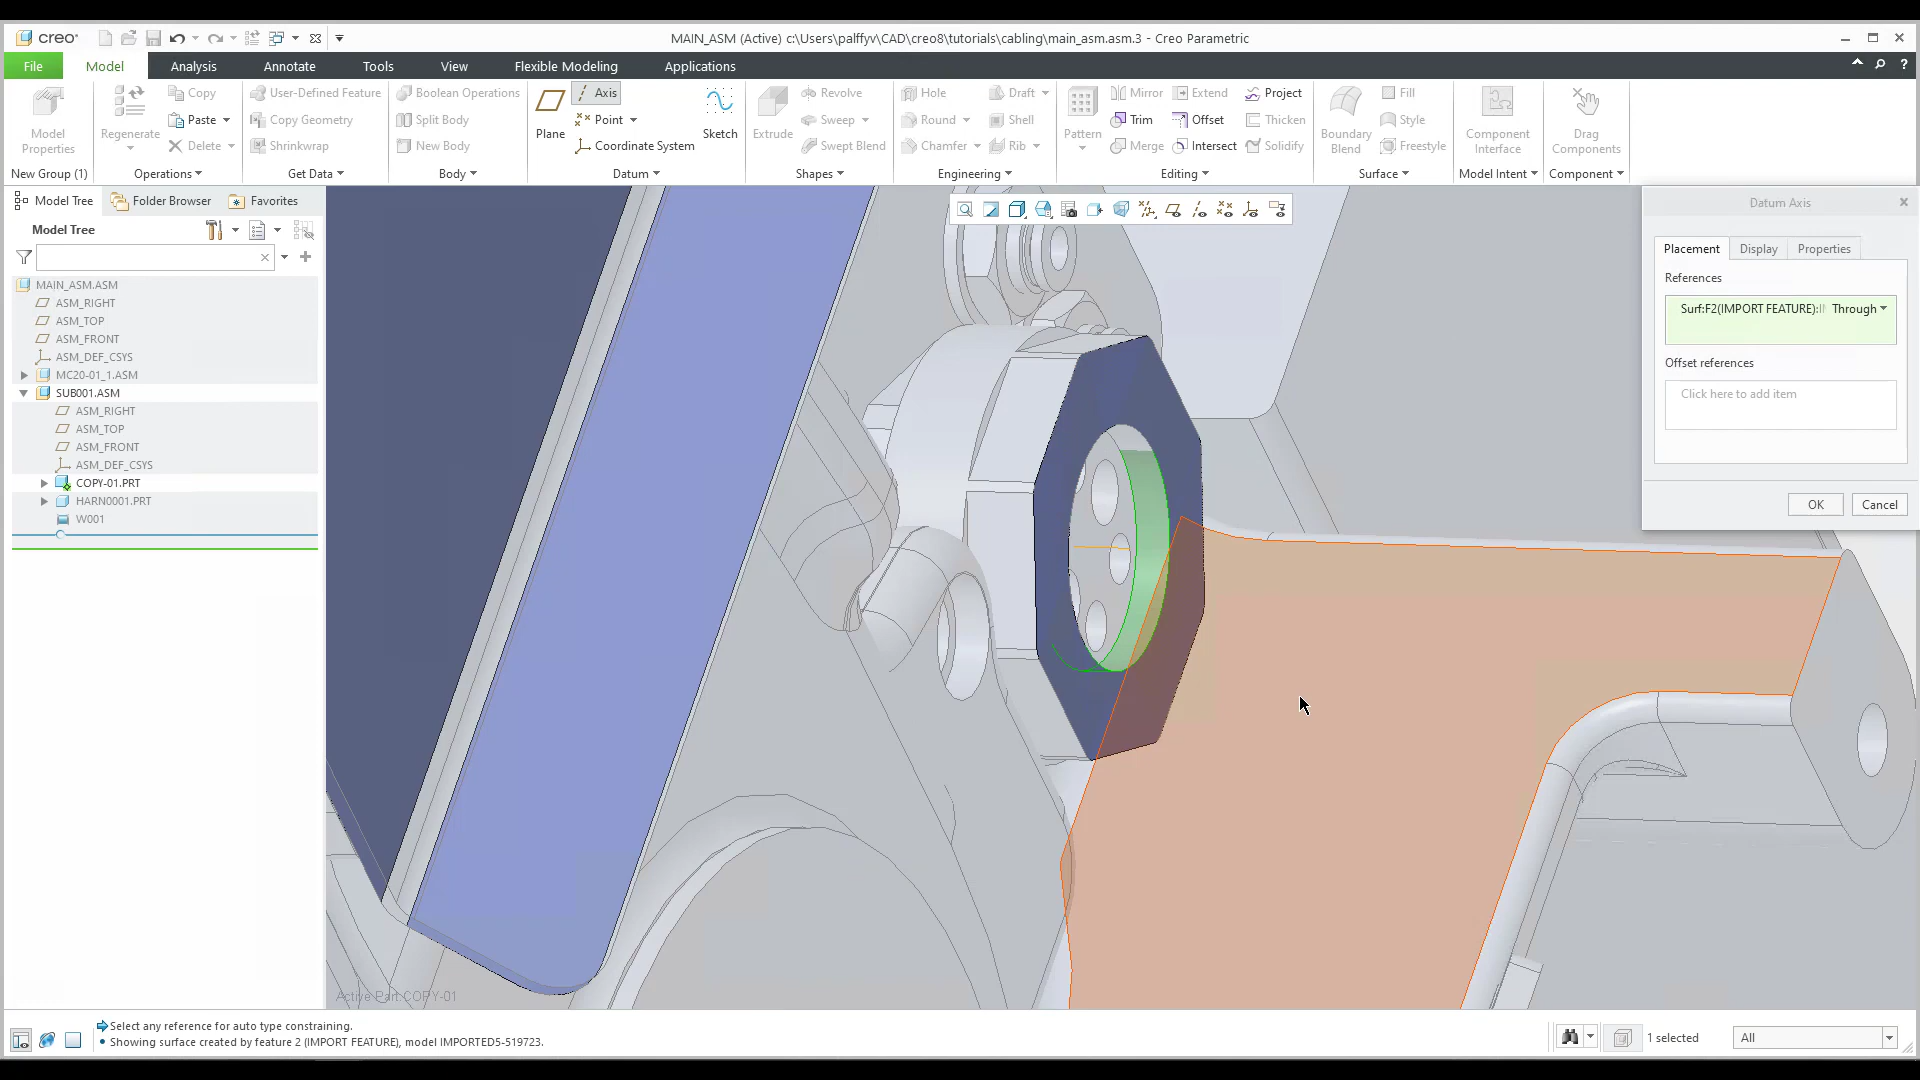 creo
MAIN_ASM (Active) c:\Users\palffyv\CAD\creo8\tutorials\cabling\main_asm.asm.3 - Creo Parametric
File Model Analysis Annotate Tools View Flexible Modeling Applications
Model Properties
New Group (1)
Regenerate
Copy
Paste
Delete
Operations
User-Defined Feature
Copy Geometry
Shrinkwrap
Get Data
Boolean Operations
Split Body
New Body
Body
Plane
Axis
Point
Coordinate System
Sketch
Datum
Extrude
Revolve
Sweep
Swept Blend
Shapes
Hole
Round
Chamfer
Draft
Shell
Rib
Engineering
Pattern
Mirror
Trim
Merge
Extend
Offset
Intersect
Project
Thicken
Solidify
Editing
Boundary Blend
Fill
Style
Freestyle
Surface
Component Interface
Model Intent
Drag Components
Component
Model Tree Folder Browser Favorites
Model Tree
MAIN_ASM.ASM
ASM_RIGHT
ASM_TOP
ASM_FRONT
ASM_DEF_CSYS
MC20-01_1.ASM
SUB001.ASM
ASM_RIGHT
ASM_TOP
ASM_FRONT
ASM_DEF_CSYS
COPY-01.PRT
HARN0001.PRT
W001
Active Part:COPY-01
Datum Axis
Placement Display Properties
References
Surf:F2(IMPORT FEATURE): Through
Offset references
Click here to add item
OK Cancel
Select any reference for auto type constraining.
Showing surface created by feature 2 (IMPORT FEATURE), model IMPORTED5-519723.
1 selected
All